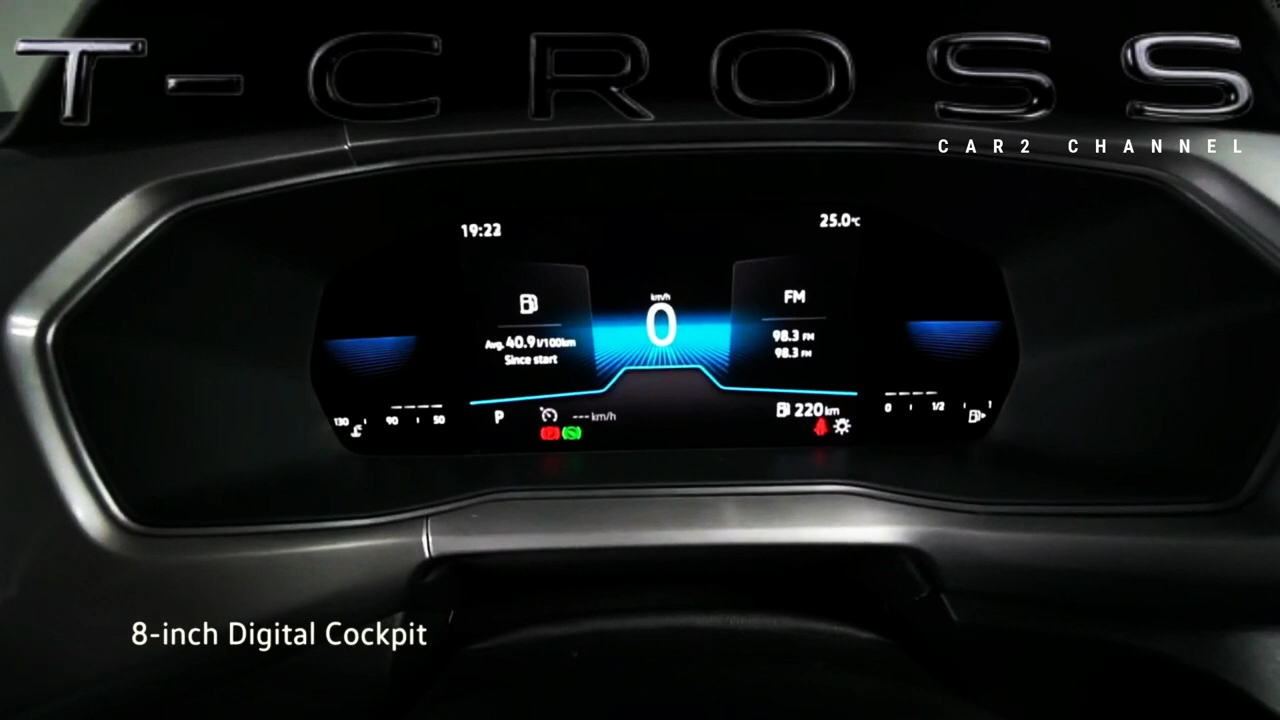 T-CROSS
CAR2 CHANNEL
19:22
25.0°C
km/h
0
FM
Avg. 40.9 l/100km
Since start
98.3 FM
98.3 FM
130 90 50
P
--- km/h
220 km
0 1/2 1
8-inch Digital Cockpit